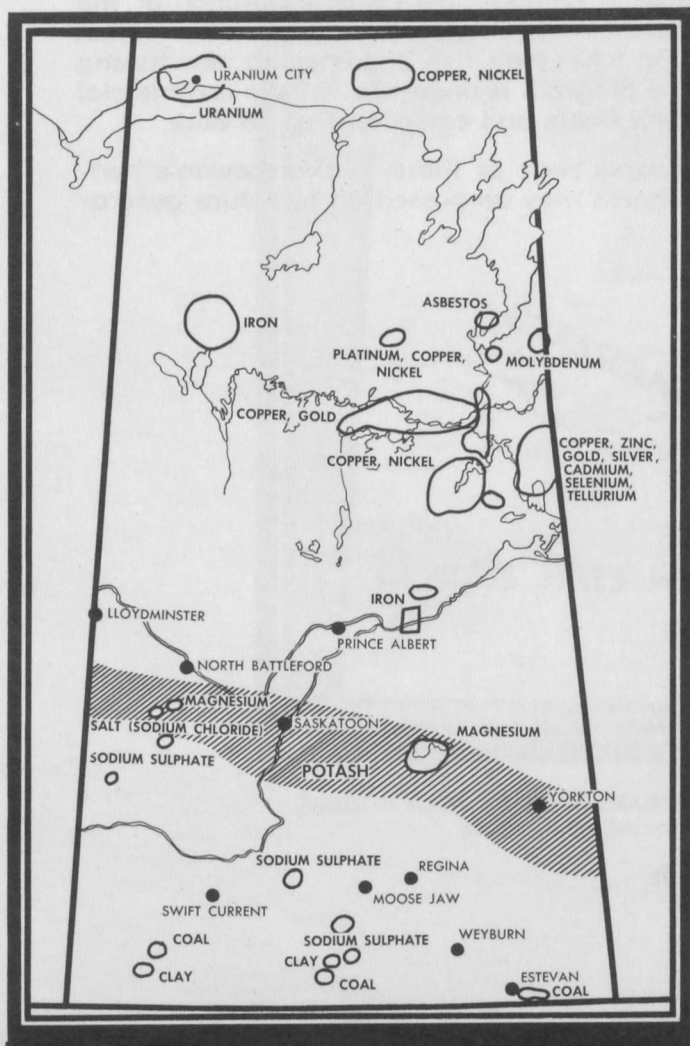 URANIUM CITY
COPPER, NICKEL
URANIUM
ASBESTOS
IRON
PLATINUM, COPPER,
NICKEL
MOLYBDENUM
COPPER, GOLD
COPPER, NICKEL
COPPER, ZINC,
GOLD, SILVER,
CADMIUM,
SELENIUM,
TELLURIUM
IRON
LLOYDMINSTER
PRINCE ALBERT
NORTH BATTLEFORD
MAGNESIUM
SALT (SODIUM CHLORIDE)
SASKATOON
MAGNESIUM
SODIUM SULPHATE
POTASH
YORKTON
SODIUM SULPHATE
REGINA
MOOSE JAW
SWIFT CURRENT
COAL
SODIUM SULPHATE
WEYBURN
CLAY
CLAY
COAL
ESTEVAN
COAL